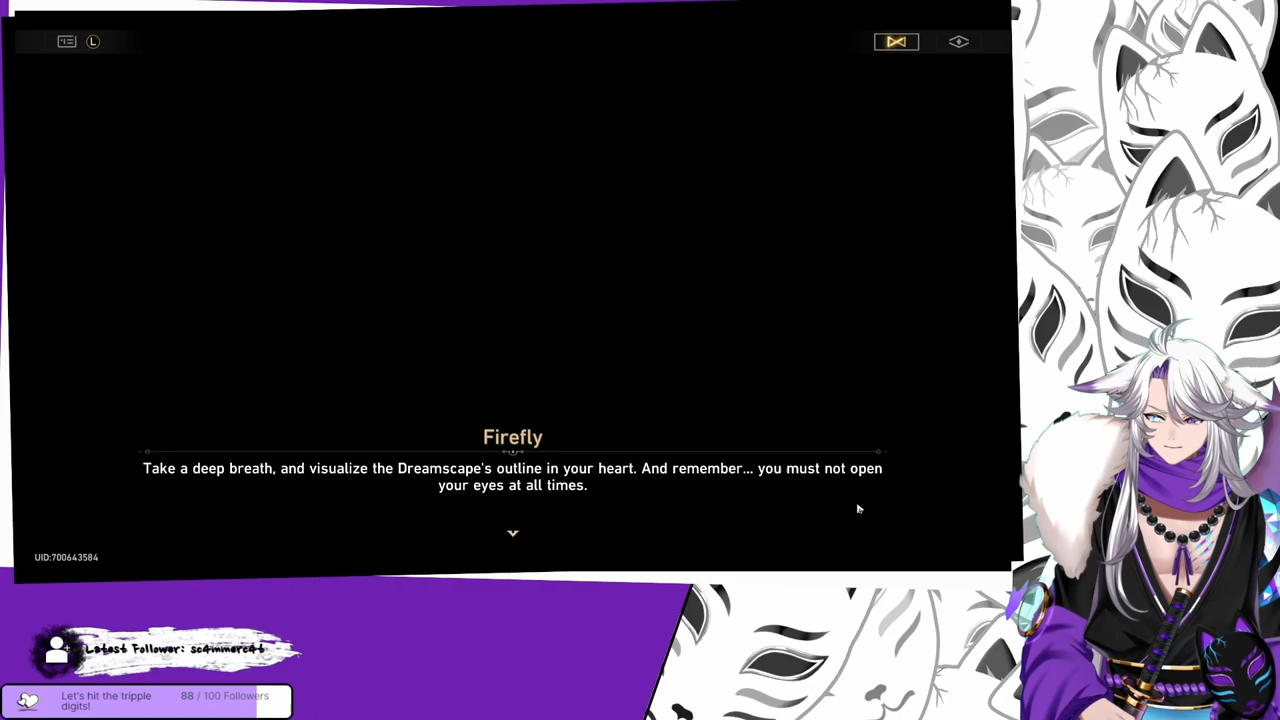 L
Firefly
Take a deep breath, and visualize the Dreamscape's outline in your heart. And remember... you must not open
your eyes at all times.
UID:700643584
Latest Follower: sc4mmerc4t
Let's hit the tripple
digits!
88 / 100 Followers